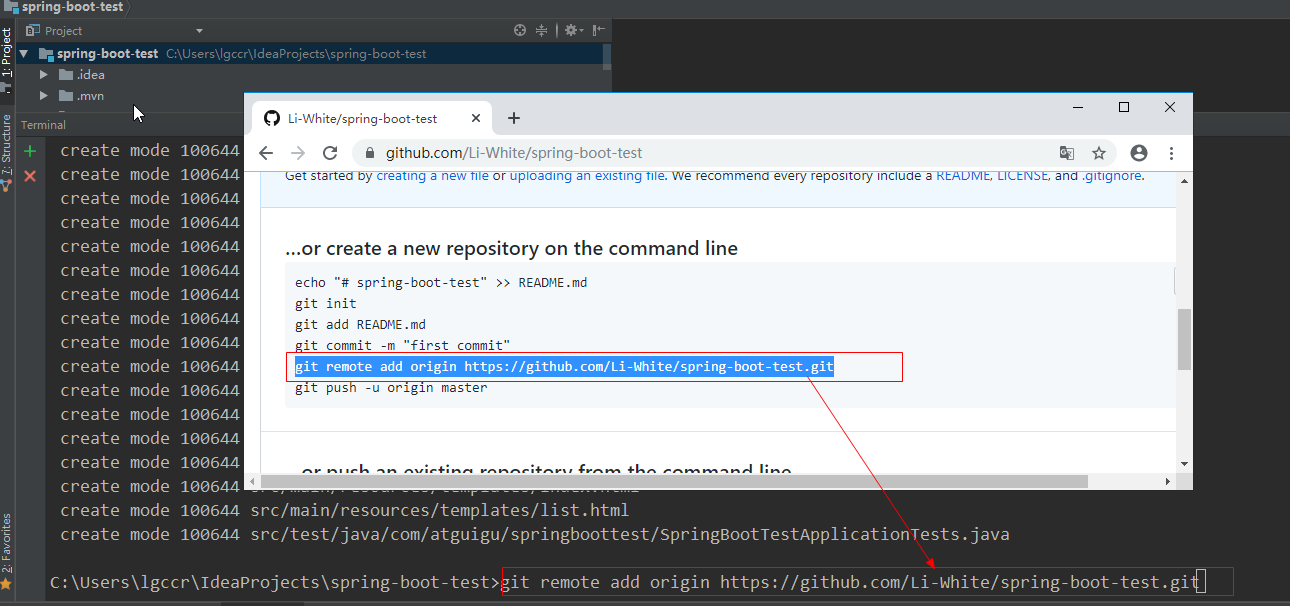 spring-boot-test
Project
spring-boot-test C:\Users\lgccr\IdeaProjects\spring-boot-test
.idea
.mvn
1: Project
7: Structure
2: Favorites
Terminal
create mode 100644
create mode 100644
create mode 100644
create mode 100644
create mode 100644
create mode 100644
create mode 100644
create mode 100644
create mode 100644
create mode 100644
create mode 100644
create mode 100644
create mode 100644
create mode 100644
create mode 100644 src/main/resources/templates/index.html
create mode 100644 src/main/resources/templates/list.html
create mode 100644 src/test/java/com/atguigu/springboottest/SpringBootTestApplicationTests.java
C:\Users\lgccr\IdeaProjects\spring-boot-test>git remote add origin https://github.com/Li-White/spring-boot-test.git
Li-White/spring-boot-test
github.com/Li-White/spring-boot-test
Get started by creating a new file or uploading an existing file. We recommend every repository include a README, LICENSE, and .gitignore.
...or create a new repository on the command line
echo "# spring-boot-test" >> README.md
git init
git add README.md
git commit -m "first commit"
git remote add origin https://github.com/Li-White/spring-boot-test.git
git push -u origin master
...or push an existing repository from the command line